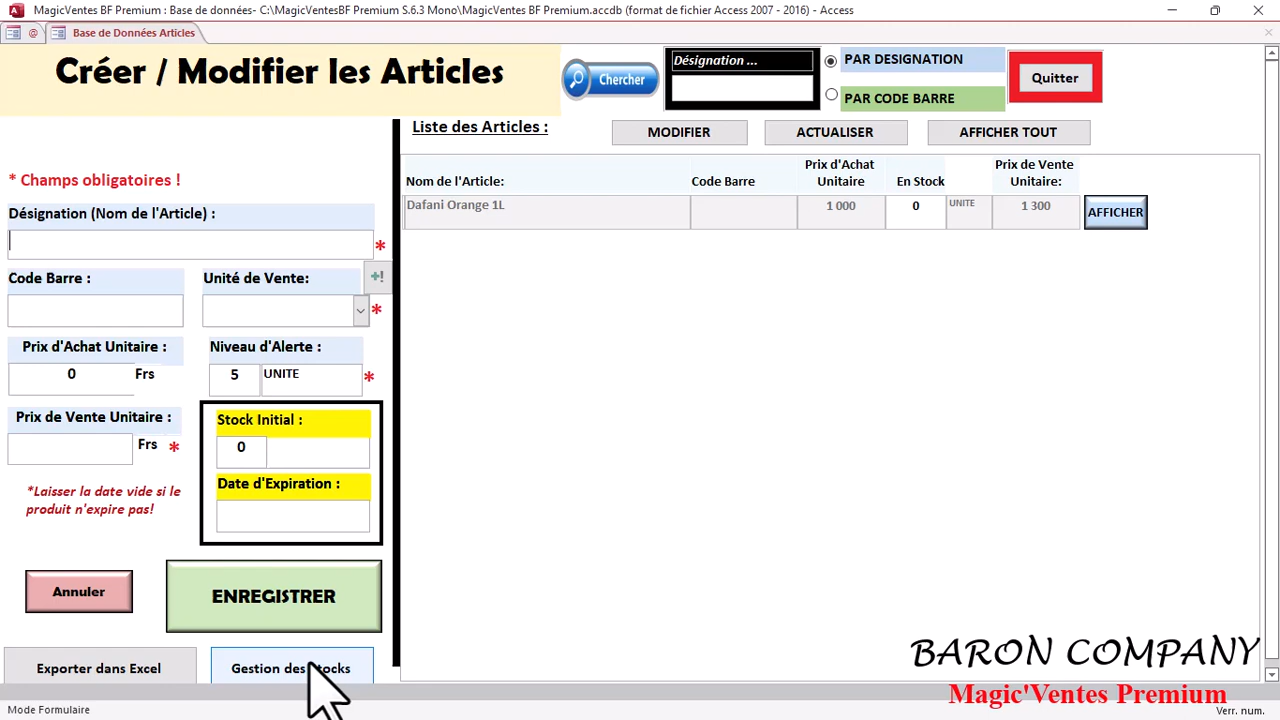 MagicVentesBF Premium : Base de données- C:\MagicVentesBF Premium S.6.3 Mono\MagicVentes BF Premium.accdb (format de fichier Access 2007 - 2016) - Access
@
Base de Données Articles
Créer / Modifier les Articles
Chercher
Désignation ...
PAR DESIGNATION
PAR CODE BARRE
Quitter
Liste des Articles :
MODIFIER
ACTUALISER
AFFICHER TOUT
Nom de l'Article:
Code Barre
Prix d'Achat
Unitaire
En Stock
Prix de Vente
Unitaire:
Dafani Orange 1L
1 000
0
UNITE
1 300
AFFICHER
* Champs obligatoires !
Désignation (Nom de l'Article) :
*
Code Barre :
Unité de Vente:
+!
*
Prix d'Achat Unitaire :
Niveau d'Alerte :
0 Frs
5 UNITE
*
Prix de Vente Unitaire :
Frs *
Stock Initial :
0
Date d'Expiration :
*Laisser la date vide si le
produit n'expire pas!
Annuler
ENREGISTRER
Exporter dans Excel
Gestion des Stocks
BARON COMPANY
Magic'Ventes Premium
Mode Formulaire
Verr. num.